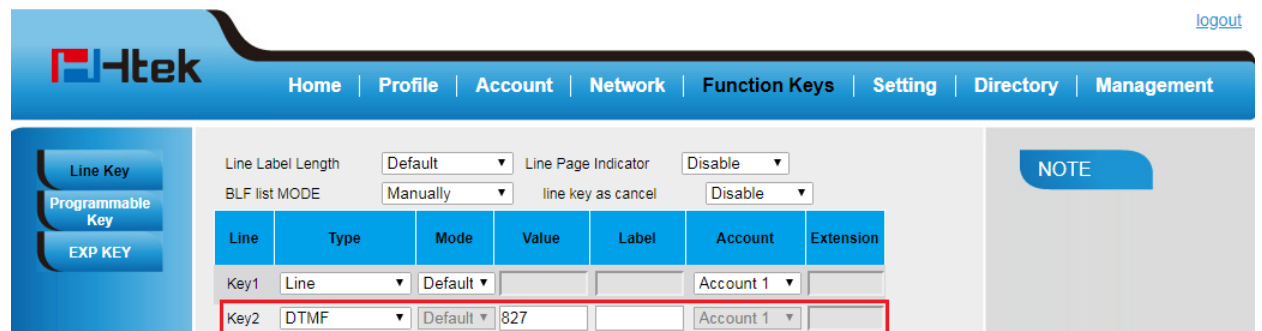 logout
Htek
Home | Profile | Account | Network | Function Keys | Setting | Directory | Management
Line Key
Programmable
Key
EXP KEY
Line Label Length Default Line Page Indicator Disable
BLF list MODE Manually line key as cancel Disable
Line Type Mode Value Label Account Extension
Key1 Line Default Account 1
Key2 DTMF Default 827 Account 1
NOTE